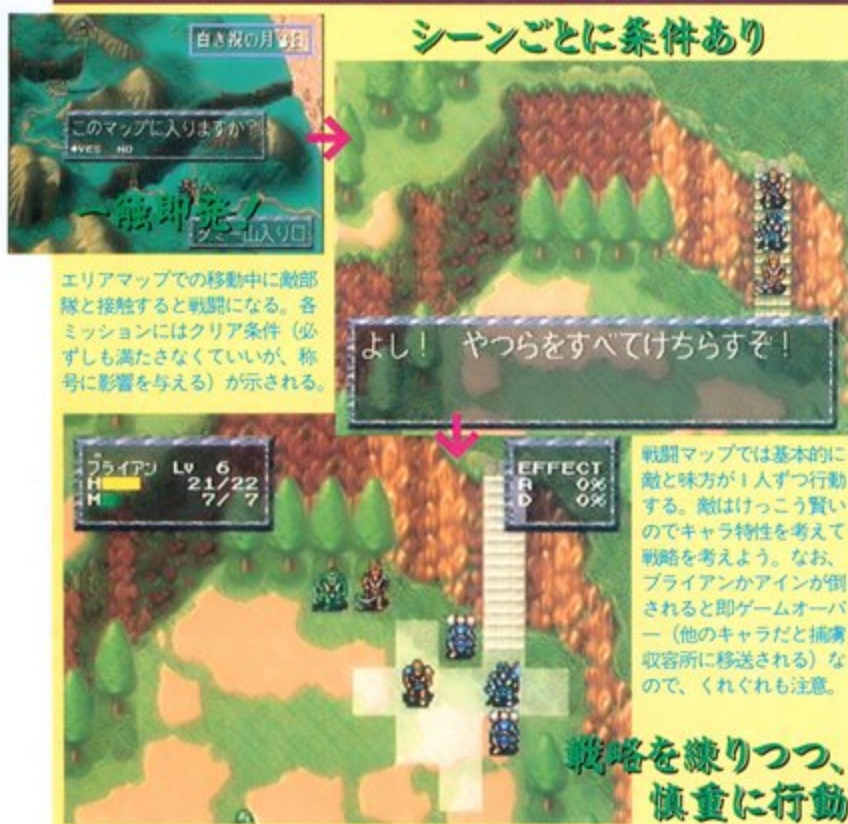 シーンごとに条件あり
白き祝の月3日
このマップに入りますか?
YES NO
一触即発!
山入り口
エリアマップでの移動中に敵部
隊と接触すると戦闘になる。各
ミッションにはクリア条件(必
ずしも満たさなくていいが、称
号に影響を与える)が示される。
よし! やつらをすべてけちらすぞ!
ブライアン Lv 6
H 21/22
M 7/ 7
EFFECT
A 0%
D 0%
戦闘マップでは基本的に
敵と味方が1人ずつ行動
する。敵はけっこう賢い
のでキャラ特性を考えて
戦略を考えよう。なお、
ブライアンかアインが倒
されると即ゲームオーバ
ー(他のキャラだと捕虜
収容所に移送される)な
ので、くれぐれも注意。
戦略を練りつつ、
慎重に行動